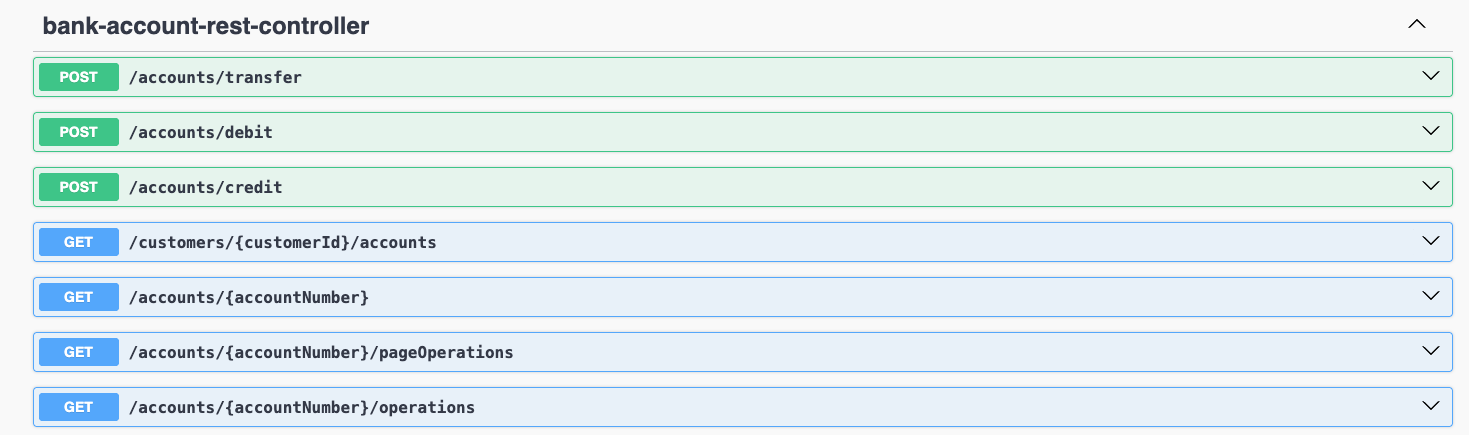 bank-account-rest-controller
POST /accounts/transfer
POST /accounts/debit
POST /accounts/credit
GET /customers/{customerId}/accounts
GET /accounts/{accountNumber}
GET /accounts/{accountNumber}/pageOperations
GET /accounts/{accountNumber}/operations